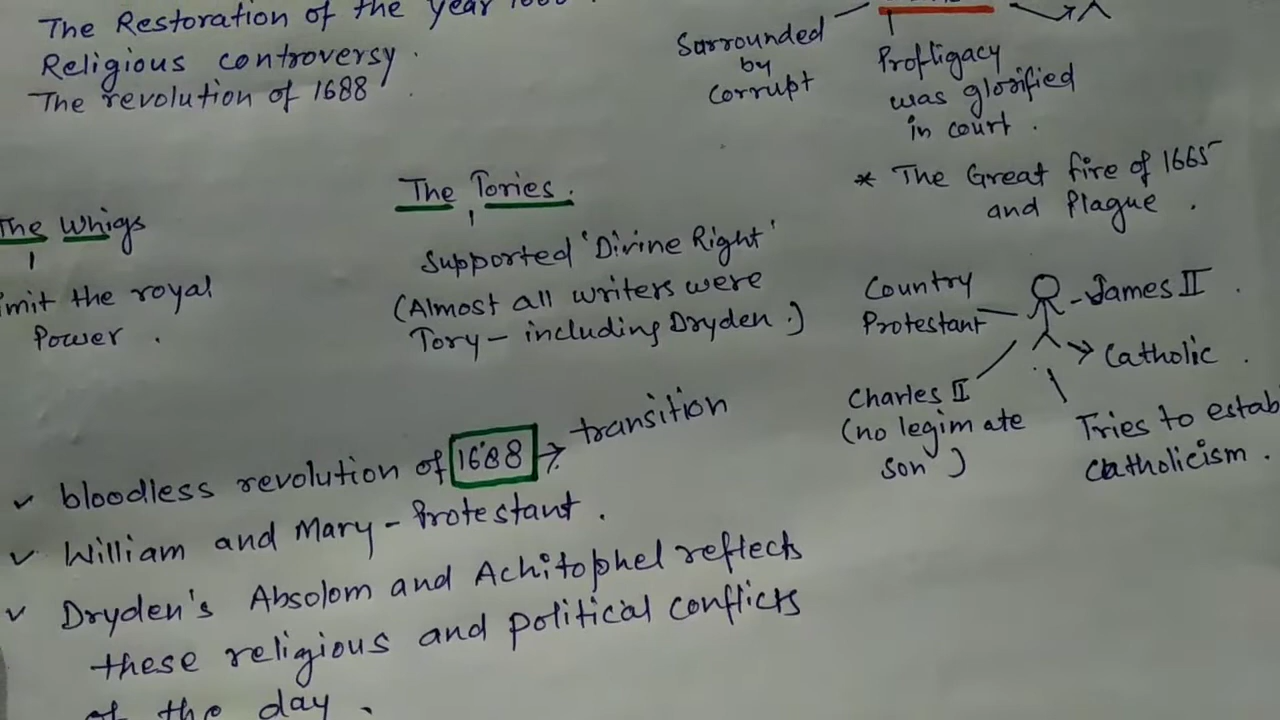 The Restoration of the year
Religious controversy.
The revolution of 1688.
Surrounded
by
corrupt
Profligacy
was glorified
in court.
* The Great fire of 1665
and Plague.
The Whigs
the royal
Power.
The Tories.
Supported 'Divine Right'
(Almost all writers were
Tory - including Dryden.)
Country
Protestant
James II.
Catholic.
Charles II
(no legimate
son)
Tries to estab
Catholicism.
✓ bloodless revolution of 1688 → transition
✓ William and Mary - Protestant.
✓ Dryden's Absolom and Achitophel reflects
these religious and political conflicts
of the day.